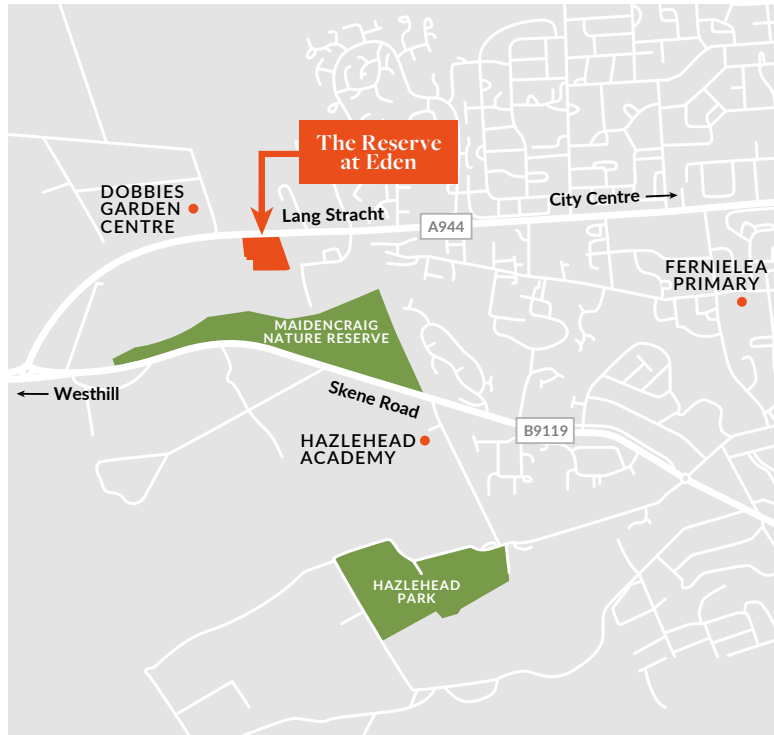 The Reserve
at Eden
DOBBIES
GARDEN
CENTRE
Lang Stracht
City Centre
A944
FERNIELEA
PRIMARY
MAIDENCRAIG
NATURE RESERVE
Westhill
Skene Road
B9119
HAZLEHEAD
ACADEMY
HAZLEHEAD
PARK